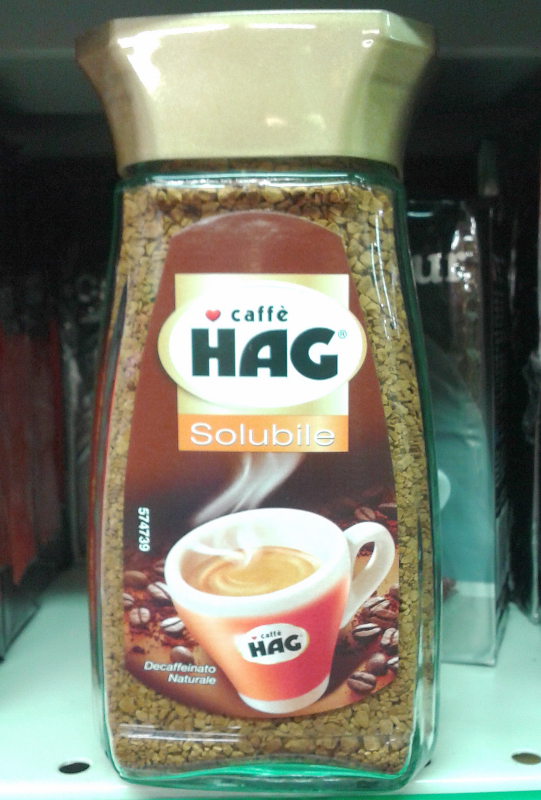 caffè
HAG®
Solubile
574739
caffè
HAG
Decaffeinato
Naturale